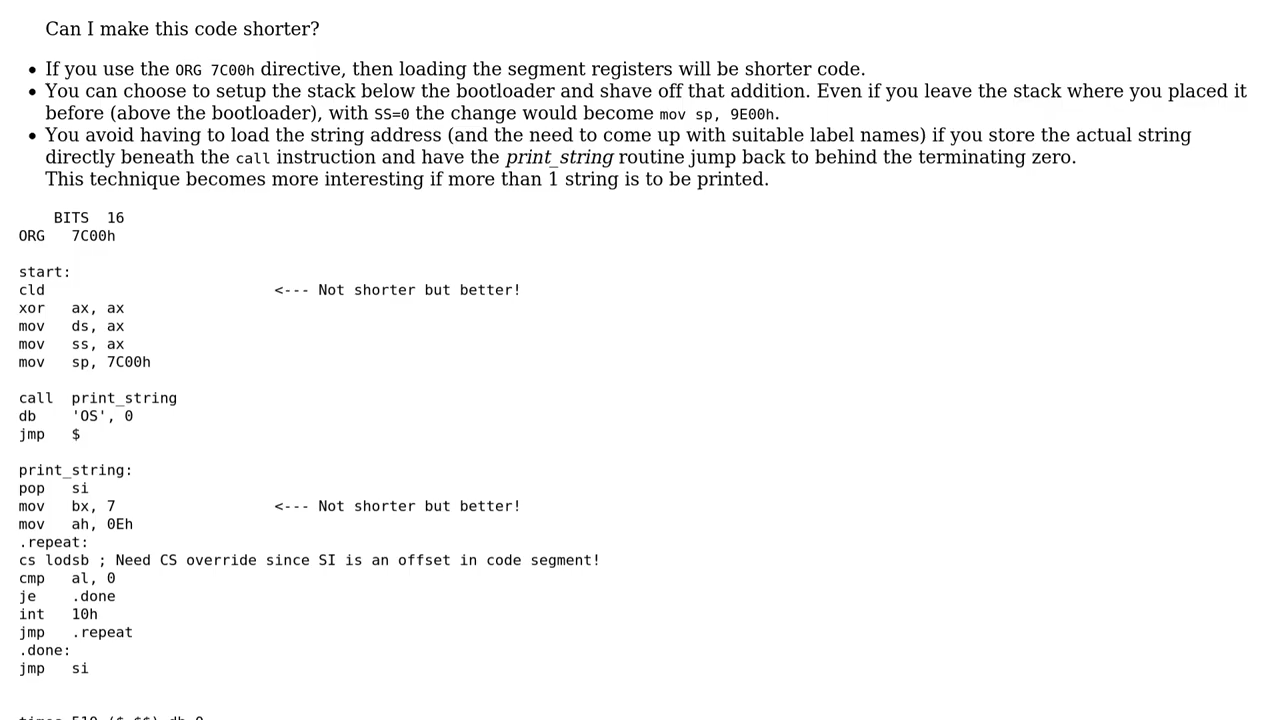 Can I make this code shorter?
• If you use the ORG 7C00h directive, then loading the segment registers will be shorter code.
• You can choose to setup the stack below the bootloader and shave off that addition. Even if you leave the stack where you placed it
before (above the bootloader), with SS=0 the change would become mov sp, 9E00h.
• You avoid having to load the string address (and the need to come up with suitable label names) if you store the actual string
directly beneath the call instruction and have the print_string routine jump back to behind the terminating zero.
This technique becomes more interesting if more than 1 string is to be printed.
    BITS  16
ORG   7C00h
start:
cld                          <--- Not shorter but better!
xor   ax, ax
mov   ds, ax
mov   ss, ax
mov   sp, 7C00h
call  print_string
db    'OS', 0
jmp   $
print_string:
pop   si
mov   bx, 7                  <--- Not shorter but better!
mov   ah, 0Eh
.repeat:
cs lodsb ; Need CS override since SI is an offset in code segment!
cmp   al, 0
je    .done
int   10h
jmp   .repeat
.done:
jmp   si